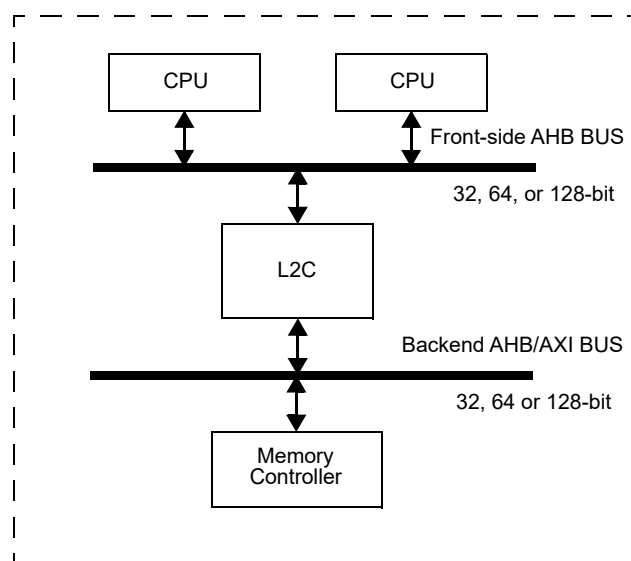 CPU
CPU
Front-side AHB BUS
32, 64, or 128-bit
L2C
Backend AHB/AXI BUS
32, 64 or 128-bit
Memory
Controller